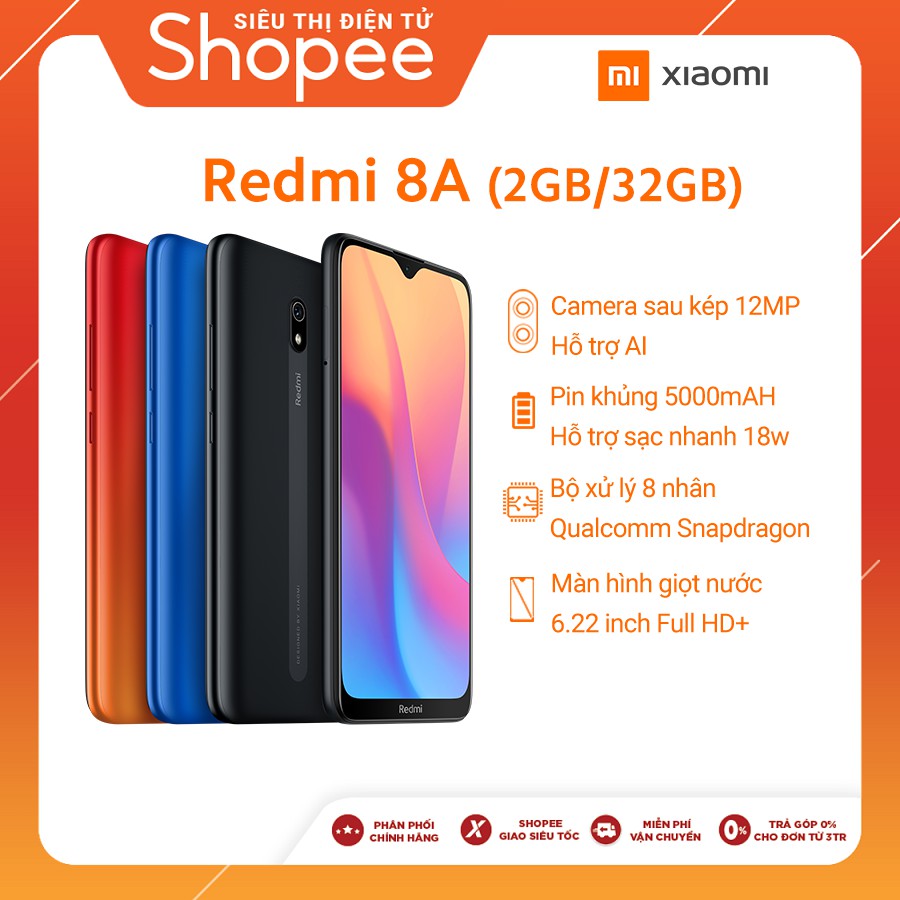 SIÊU THỊ ĐIỆN TỬ
Shopee
mi xiaomi
Redmi 8A (2GB/32GB)
Camera sau kép 12MP
Hỗ trợ AI
Pin khủng 5000mAH
Hỗ trợ sạc nhanh 18w
Bộ xử lý 8 nhân
Qualcomm Snapdragon
Màn hình giọt nước
6.22 inch Full HD+
Redmi
DESIGNED BY XIAOMI
Redmi
PHÂN PHỐI
CHÍNH HÃNG
X
SHOPEE
GIAO SIÊU TỐC
MIỄN PHÍ
VẬN CHUYỂN
0%
TRẢ GÓP 0%
CHO ĐƠN TỪ 3TR